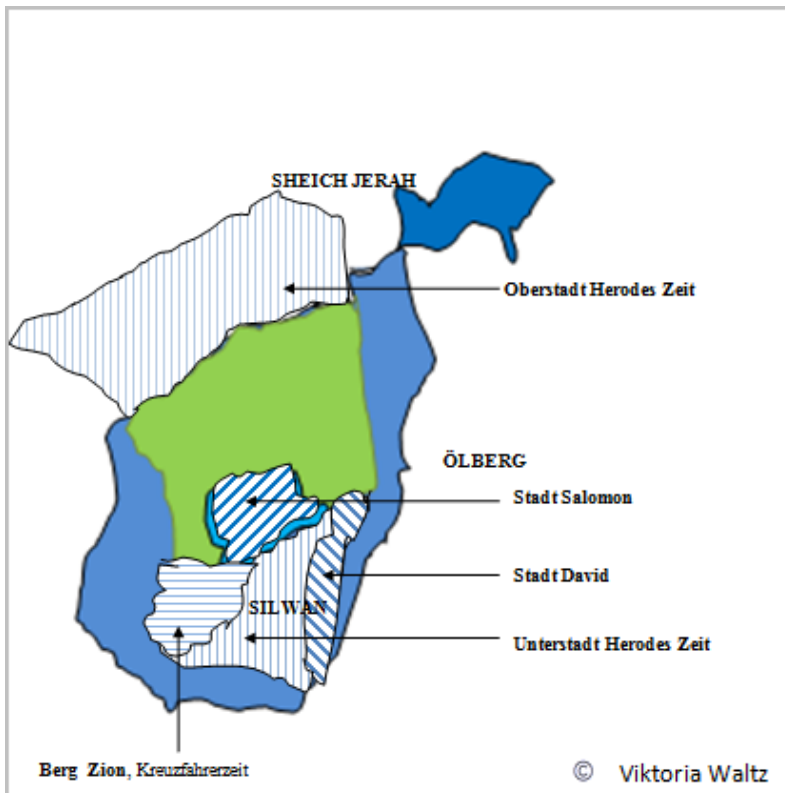 SHEICH JERAH
Oberstadt Herodes Zeit
ÖLBERG
Stadt Salomon
Stadt David
SILWAN
Unterstadt Herodes Zeit
Berg Zion, Kreuzfahrerzeit
© Viktoria Waltz